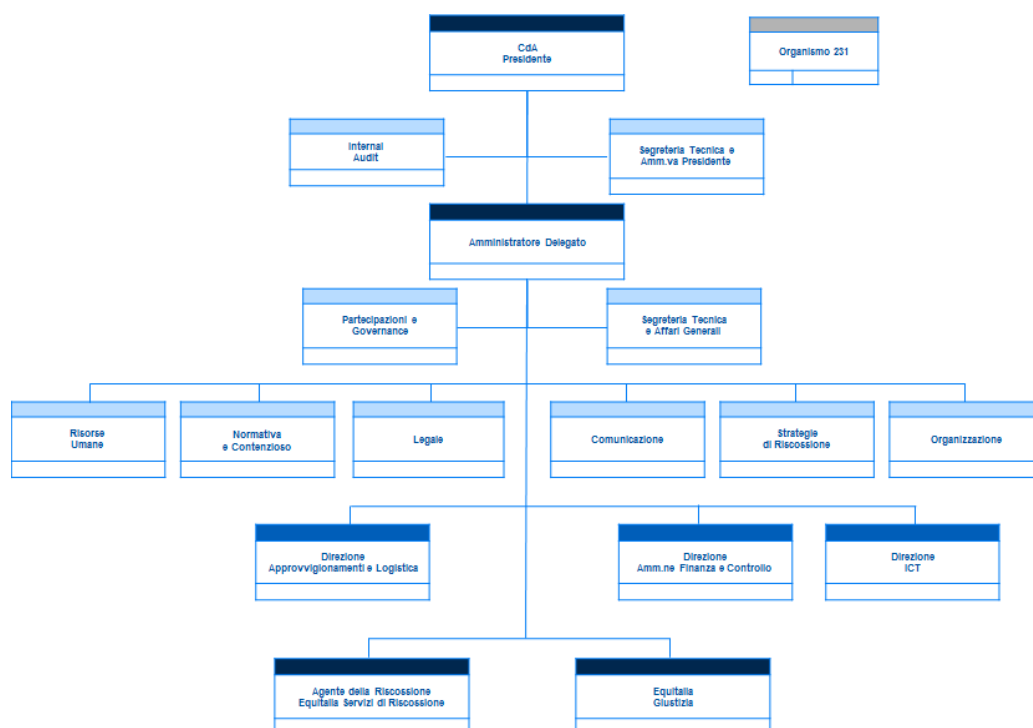 CdA
Presidente
Organismo 231
Internal
Audit
Segreteria Tecnica e
Amm.va Presidente
Amministratore Delegato
Partecipazioni e
Governance
Segreteria Tecnica
e Affari Generali
Risorse
Umane
Normativa
e Contenzioso
Legale
Comunicazione
Strategie
di Riscossione
Organizzazione
Direzione
Approvvigionamenti e Logistica
Direzione
Amm.ne Finanza e Controllo
Direzione
ICT
Agente della Riscossione
Equitalia Servizi di Riscossione
Equitalia
Giustizia